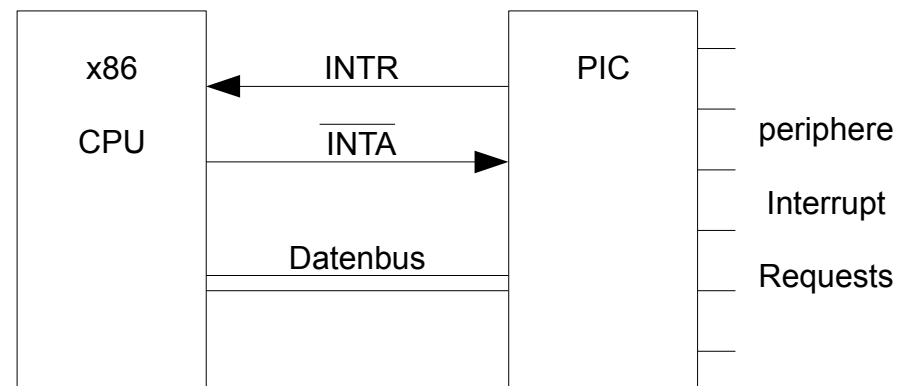 x86
CPU
INTR
INTA
Datenbus
PIC
periphere
Interrupt
Requests